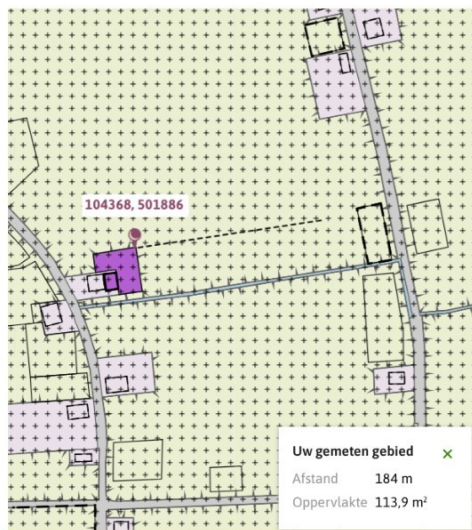 104368, 501886
Uw gemeten gebied ×
Afstand 184 m
Oppervlakte 113,9 m²